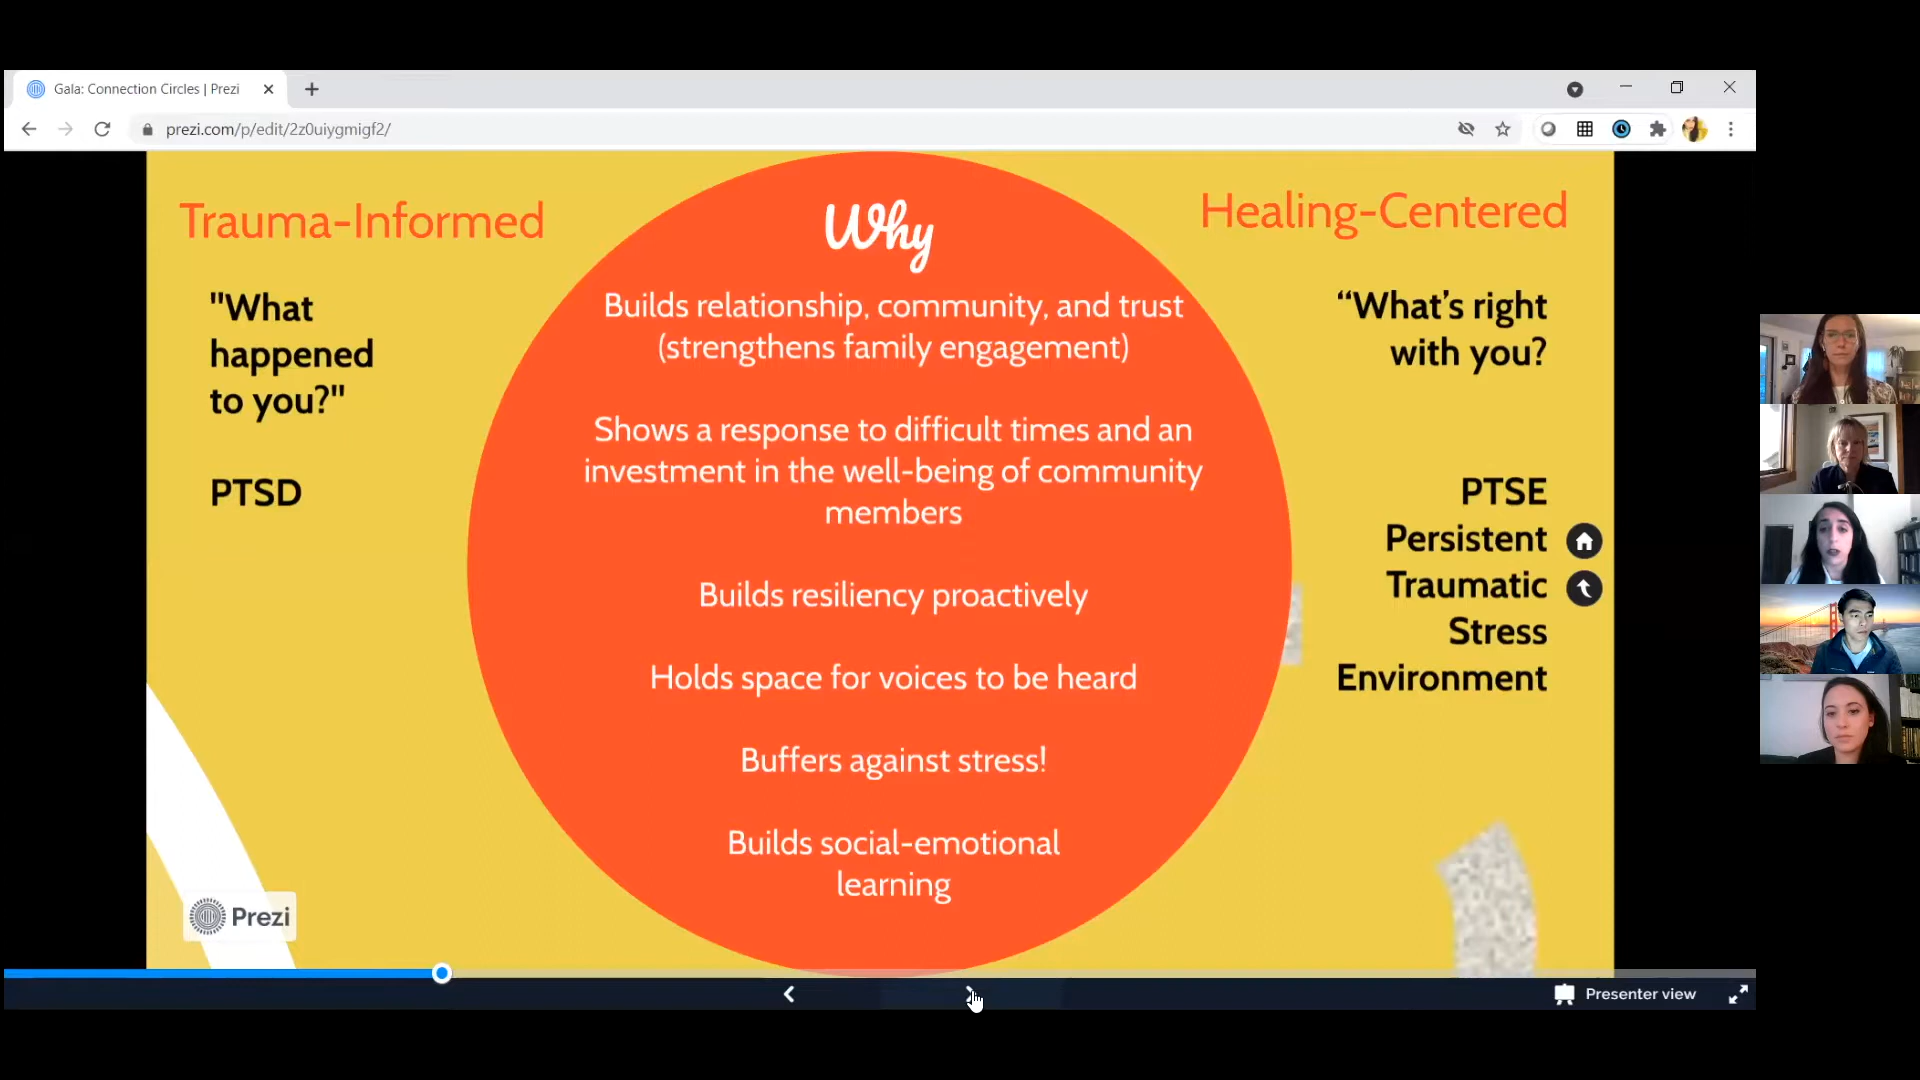 Gala: Connection Circles | Prezi
prezi.com/p/edit/2z0uiygmigf2/
Trauma-Informed
"What
happened
to you?"
PTSD
Why
Builds relationship, community, and trust
(strengthens family engagement)
Shows a response to difficult times and an
investment in the well-being of community
members
Builds resiliency proactively
Holds space for voices to be heard
Buffers against stress!
Builds social-emotional
learning
Healing-Centered
“What’s right
with you?
PTSE
Persistent
Traumatic
Stress
Environment
Prezi
Presenter view